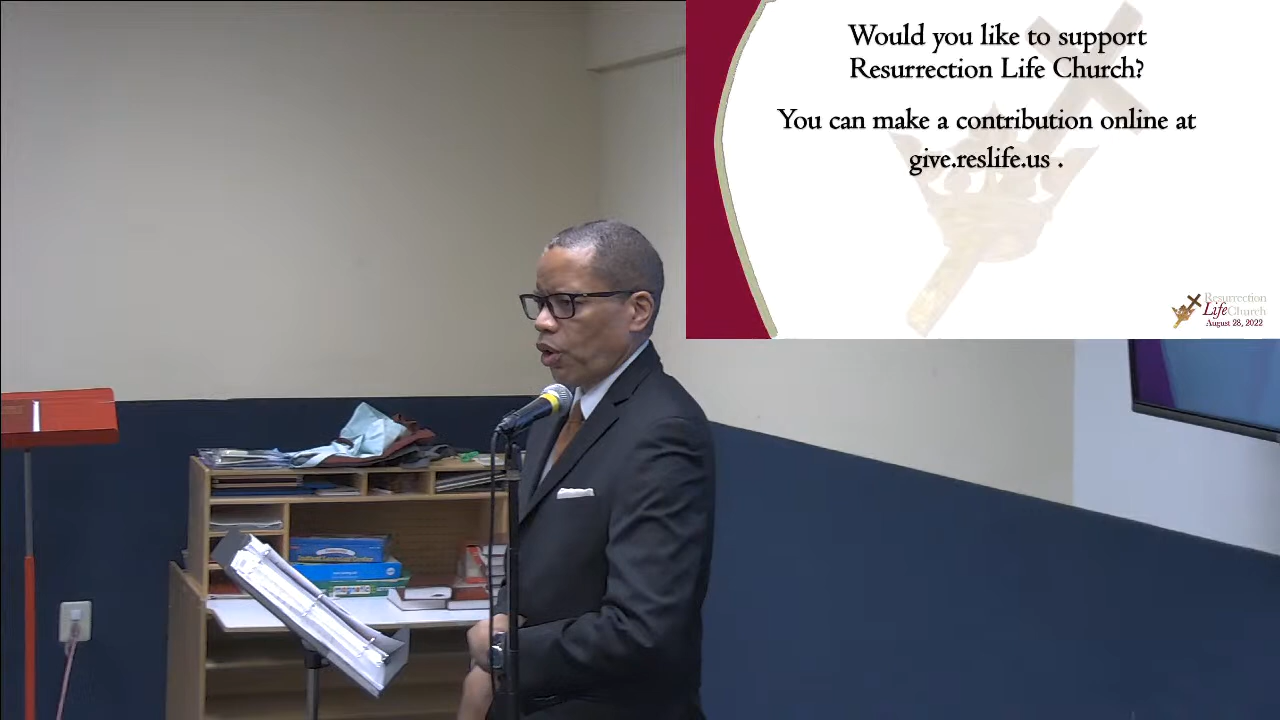 Would you like to support
Resurrection Life Church?
You can make a contribution online at
give.reslife.us .
Resurrection
Life Church
August 28, 2022